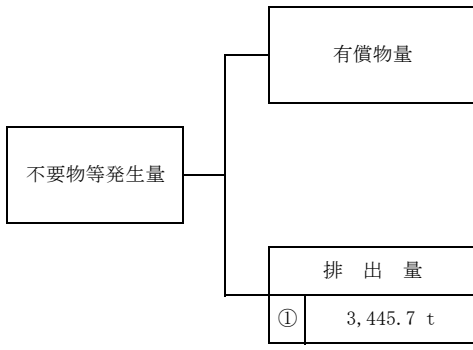 有償物量
不要物等発生量
排 出 量
① 3,445.7 t